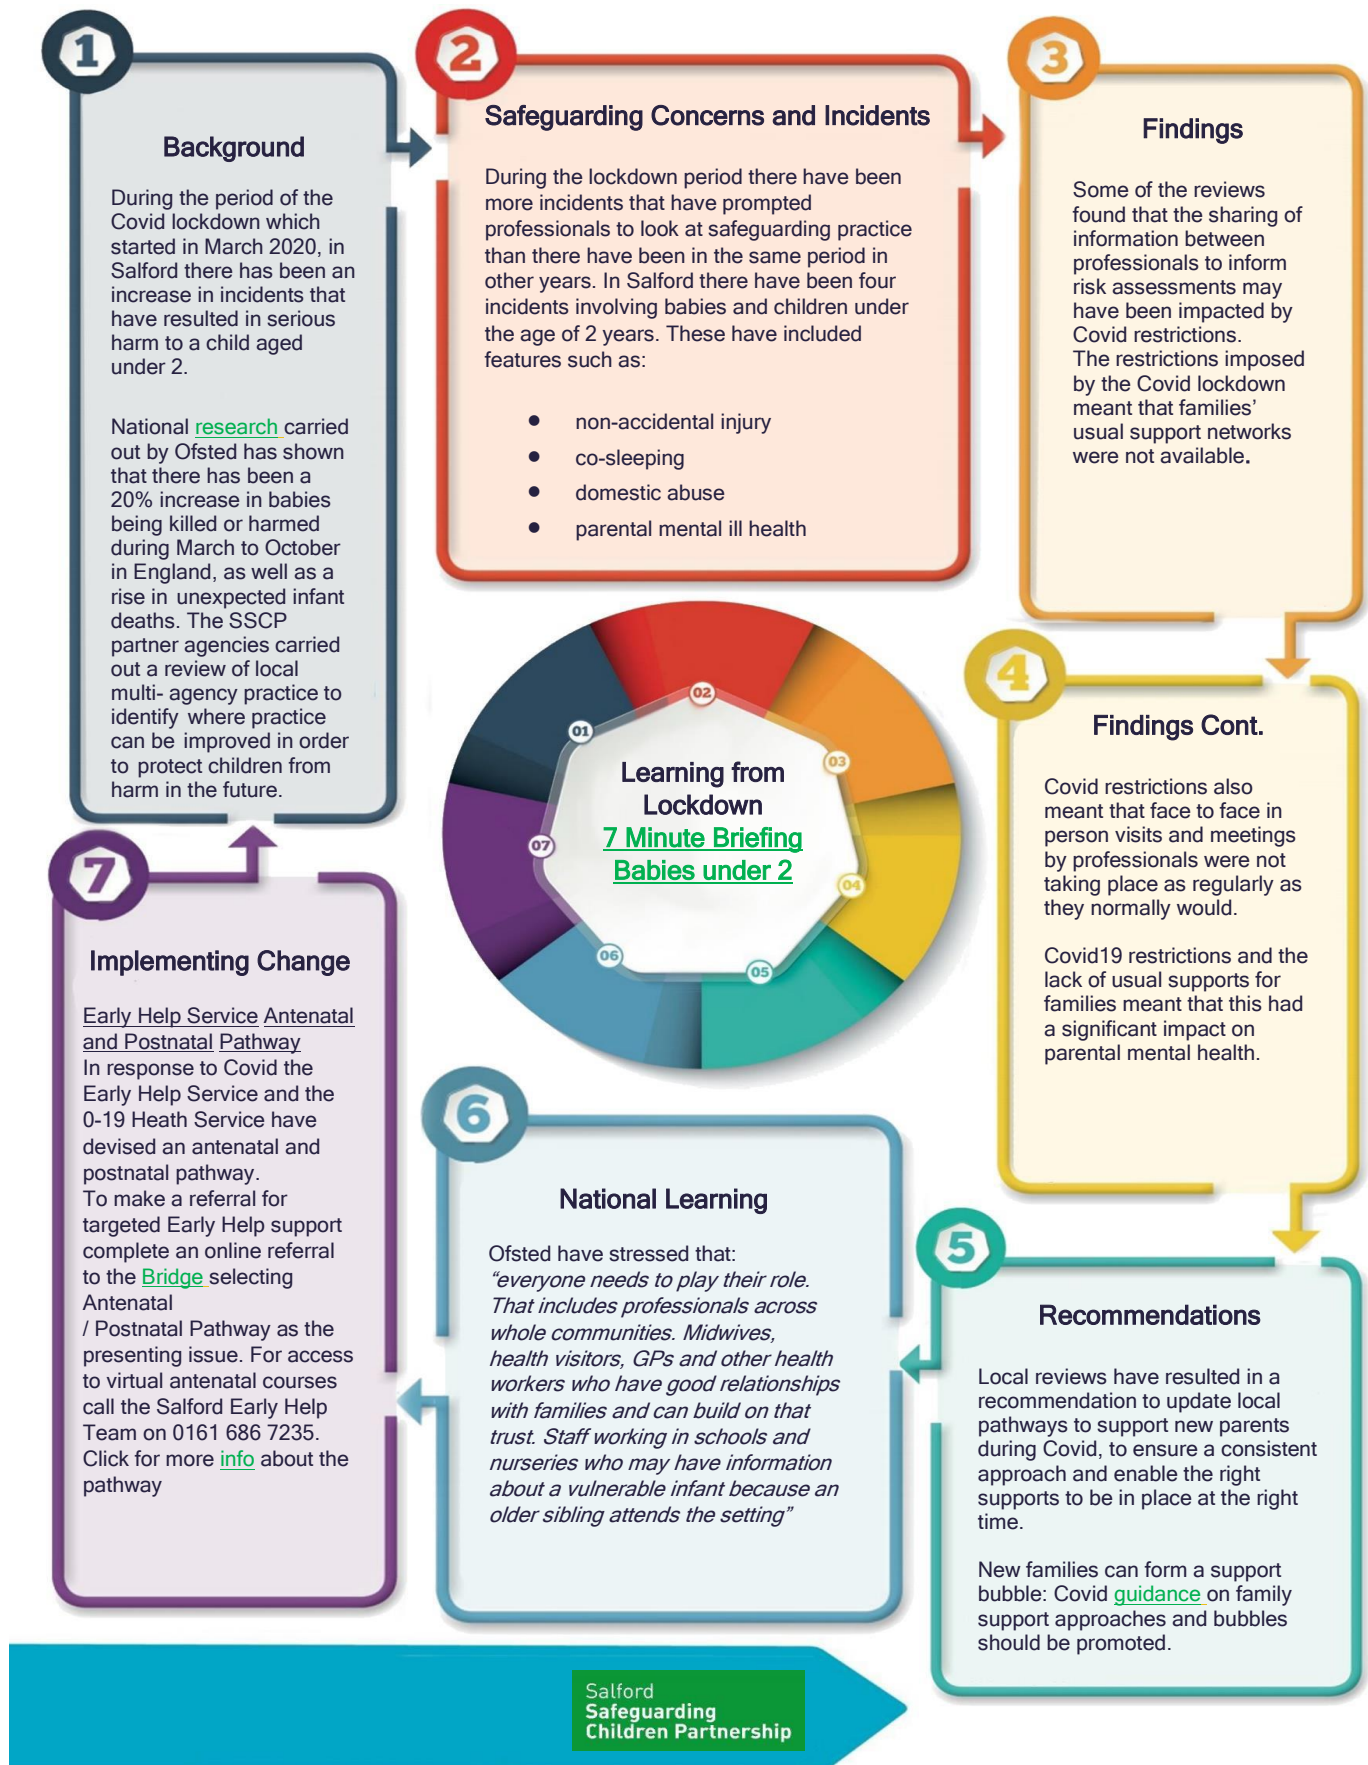 1
Background
During the period of the
Covid lockdown which
started in March 2020, in
Salford there has been an
increase in incidents that
have resulted in serious
harm to a child aged
under 2.
National research carried
out by Ofsted has shown
that there has been a
20% increase in babies
being killed or harmed
during March to October
in England, as well as a
rise in unexpected infant
deaths. The SSCP
partner agencies carried
out a review of local
multi- agency practice to
identify where practice
can be improved in order
to protect children from
harm in the future.
2
Safeguarding Concerns and Incidents
During the lockdown period there have been
more incidents that have prompted
professionals to look at safeguarding practice
than there have been in the same period in
other years. In Salford there have been four
incidents involving babies and children under
the age of 2 years. These have included
features such as:
• non-accidental injury
• co-sleeping
• domestic abuse
• parental mental ill health
3
Findings
Some of the reviews
found that the sharing of
information between
professionals to inform
risk assessments may
have been impacted by
Covid restrictions.
The restrictions imposed
by the Covid lockdown
meant that families’
usual support networks
were not available.
4
Findings Cont.
Covid restrictions also
meant that face to face in
person visits and meetings
by professionals were not
taking place as regularly as
they normally would.
Covid19 restrictions and the
lack of usual supports for
families meant that this had
a significant impact on
parental mental health.
5
Recommendations
Local reviews have resulted in a
recommendation to update local
pathways to support new parents
during Covid, to ensure a consistent
approach and enable the right
supports to be in place at the right
time.
New families can form a support
bubble: Covid guidance on family
support approaches and bubbles
should be promoted.
6
National Learning
Ofsted have stressed that:
“everyone needs to play their role.
That includes professionals across
whole communities. Midwives,
health visitors, GPs and other health
workers who have good relationships
with families and can build on that
trust. Staff working in schools and
nurseries who may have information
about a vulnerable infant because an
older sibling attends the setting”
7
Implementing Change
Early Help Service Antenatal
and Postnatal Pathway
In response to Covid the
Early Help Service and the
0-19 Heath Service have
devised an antenatal and
postnatal pathway.
To make a referral for
targeted Early Help support
complete an online referral
to the Bridge selecting
Antenatal
/ Postnatal Pathway as the
presenting issue. For access
to virtual antenatal courses
call the Salford Early Help
Team on 0161 686 7235.
Click for more info about the
pathway
01
02
03
04
05
06
07
Learning from
Lockdown
7 Minute Briefing
Babies under 2
Salford
Safeguarding
Children Partnership